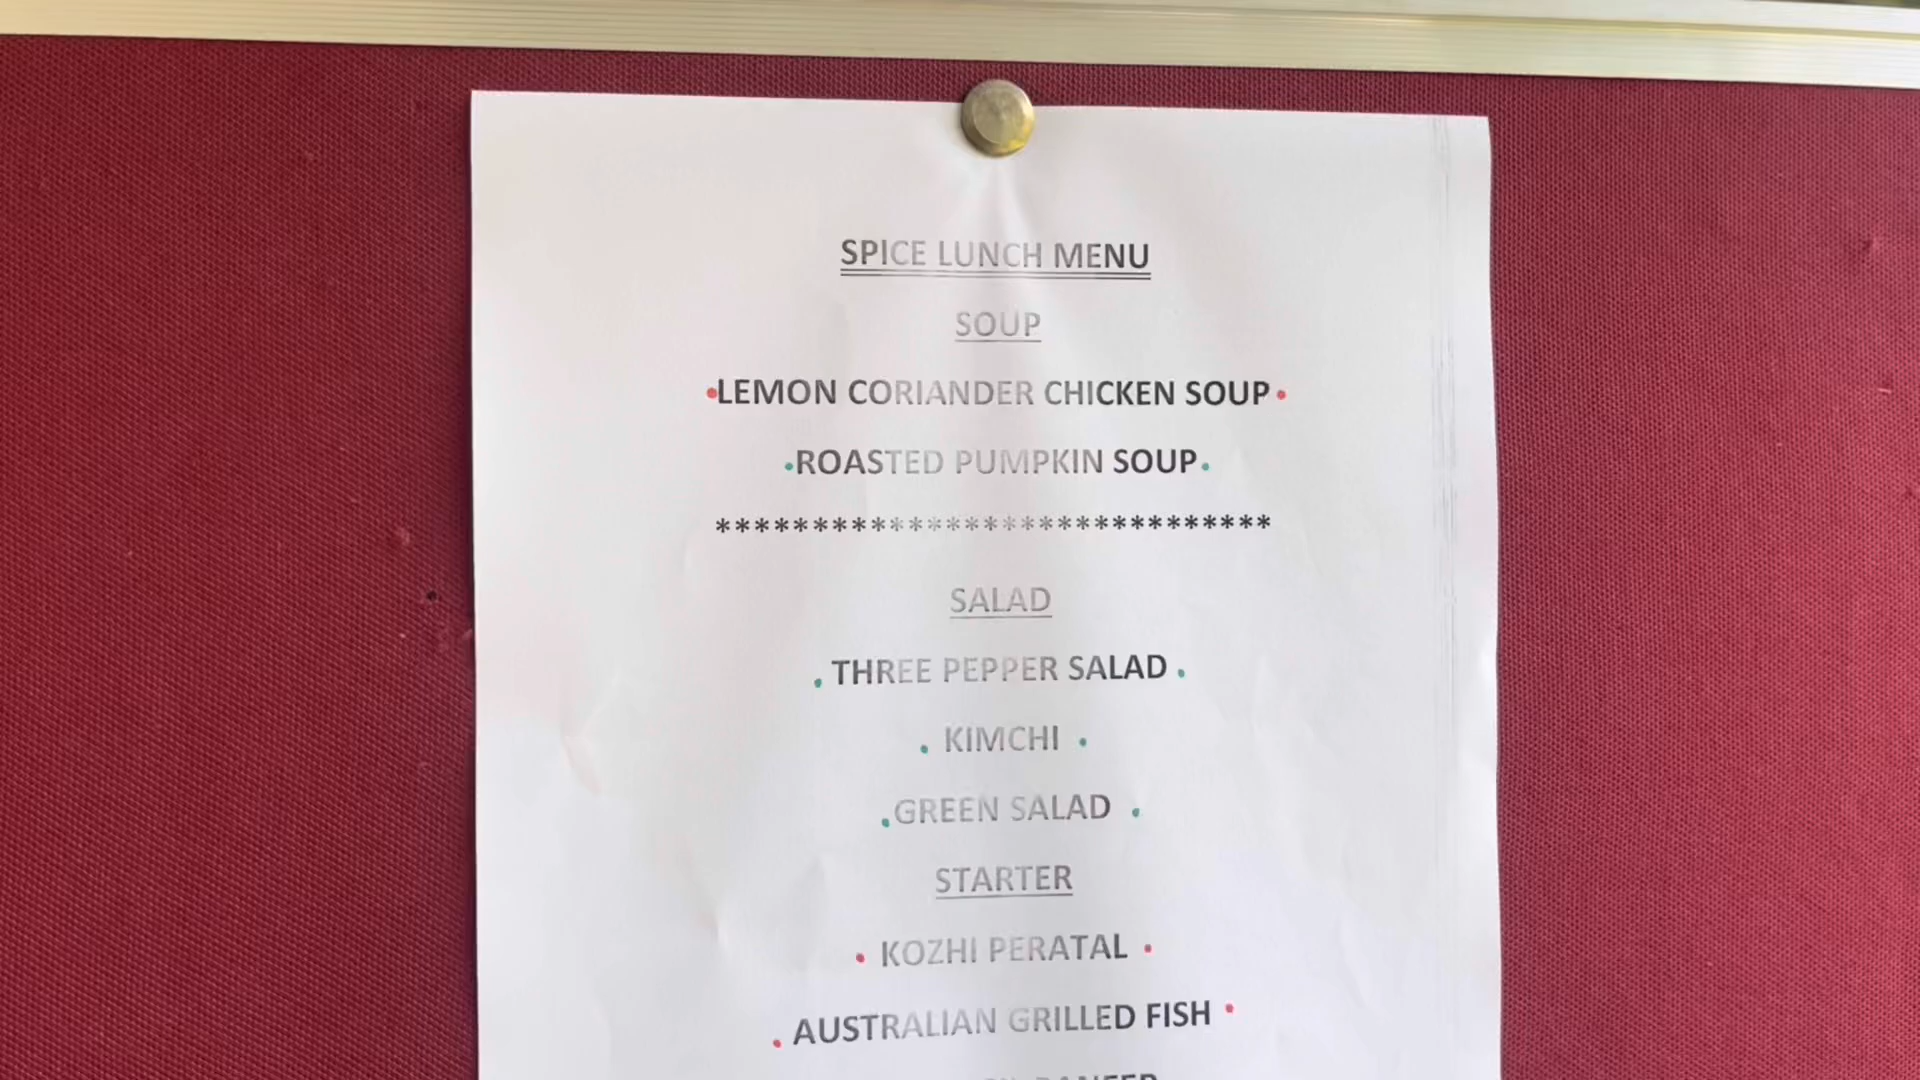 SPICE LUNCH MENU
SOUP
•LEMON CORIANDER CHICKEN SOUP•
•ROASTED PUMPKIN SOUP•
*****************************
SALAD
• THREE PEPPER SALAD •
• KIMCHI •
•GREEN SALAD •
STARTER
• KOZHI PERATAL •
• AUSTRALIAN GRILLED FISH •
PANEER